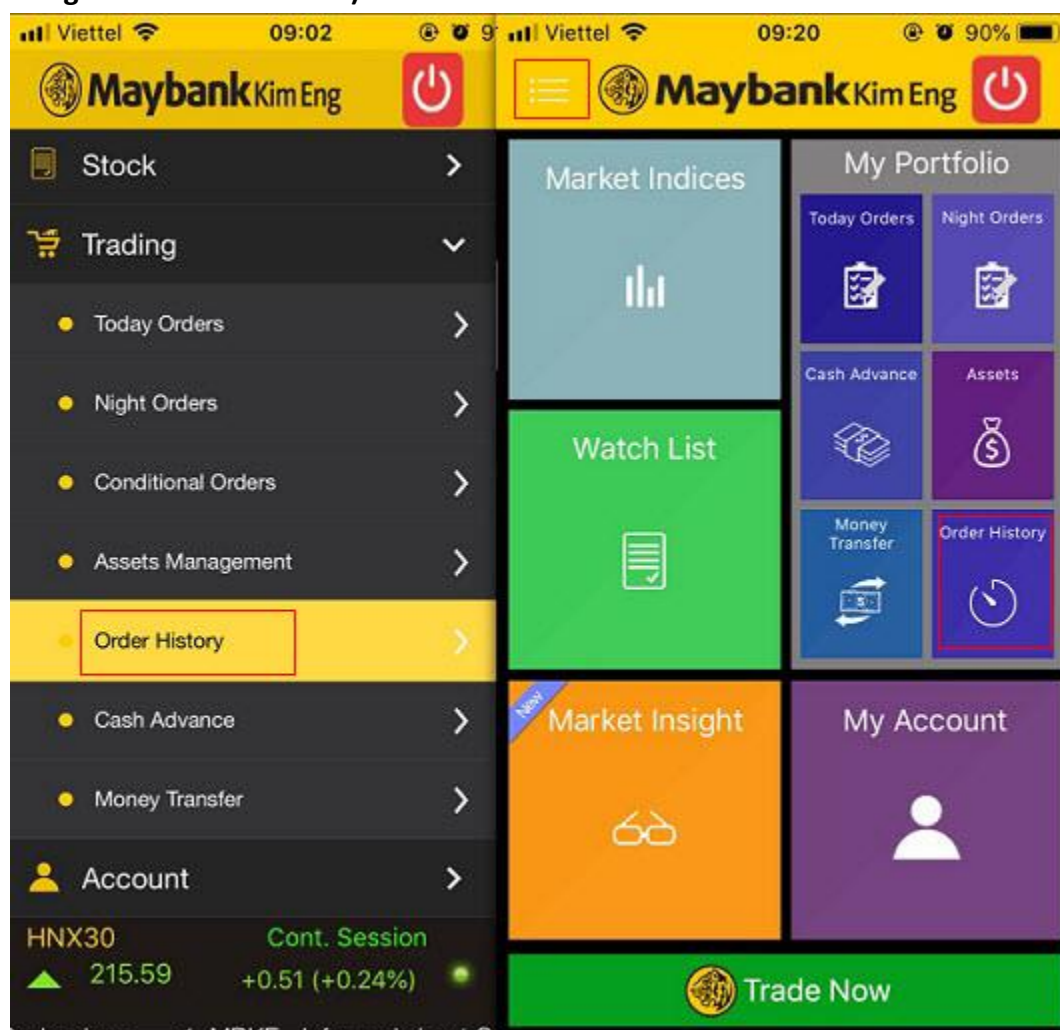 Viettel 09:02 9
Maybank Kim Eng
Stock
Trading
Today Orders
Night Orders
Conditional Orders
Assets Management
Order History
Cash Advance
Money Transfer
Account
HNX30 Cont. Session
215.59 +0.51 (+0.24%)
Viettel 09:20 90%
Maybank Kim Eng
Market Indices
My Portfolio
Today Orders Night Orders
Cash Advance Assets
Watch List
Money
Transfer
Order History
New
Market Insight
My Account
Trade Now